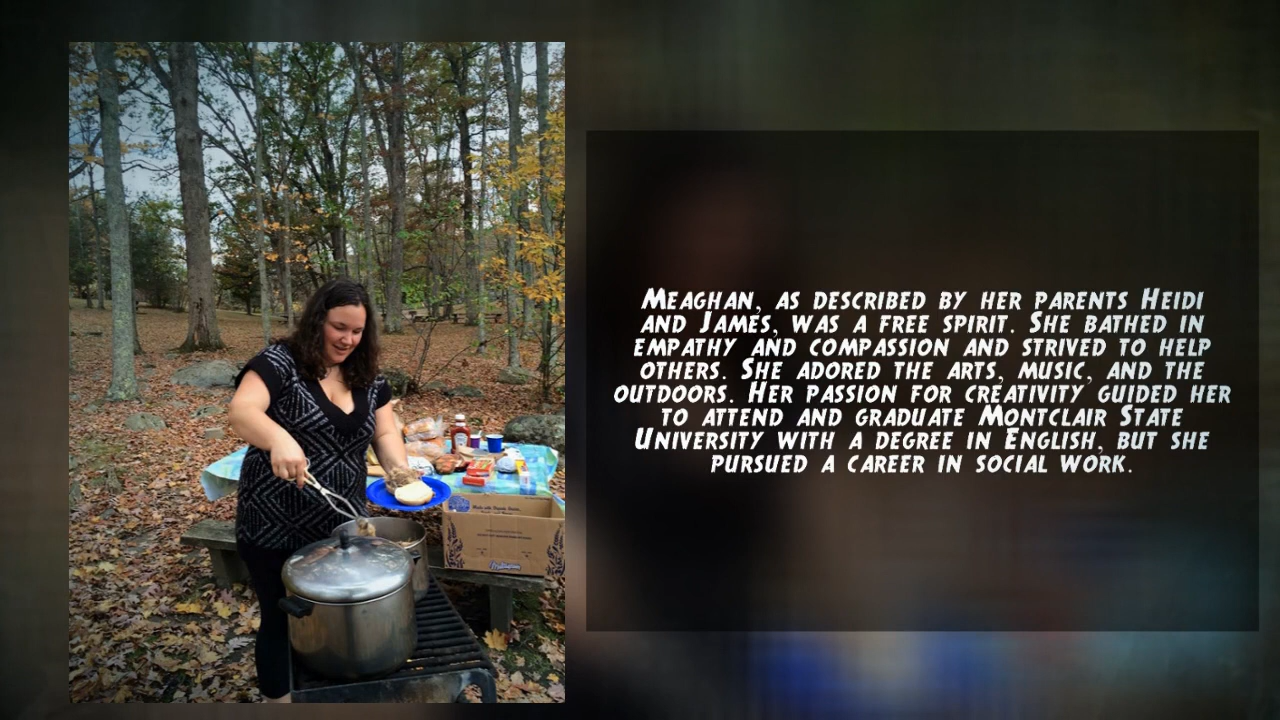 Meaghan, as described by her parents Heidi
and James, was a free spirit. She bathed in
empathy and compassion and strived to help
others. She adored the arts, music, and the
outdoors. Her passion for creativity guided her
to attend and graduate Montclair State
University with a degree in English, but she
pursued a career in social work.